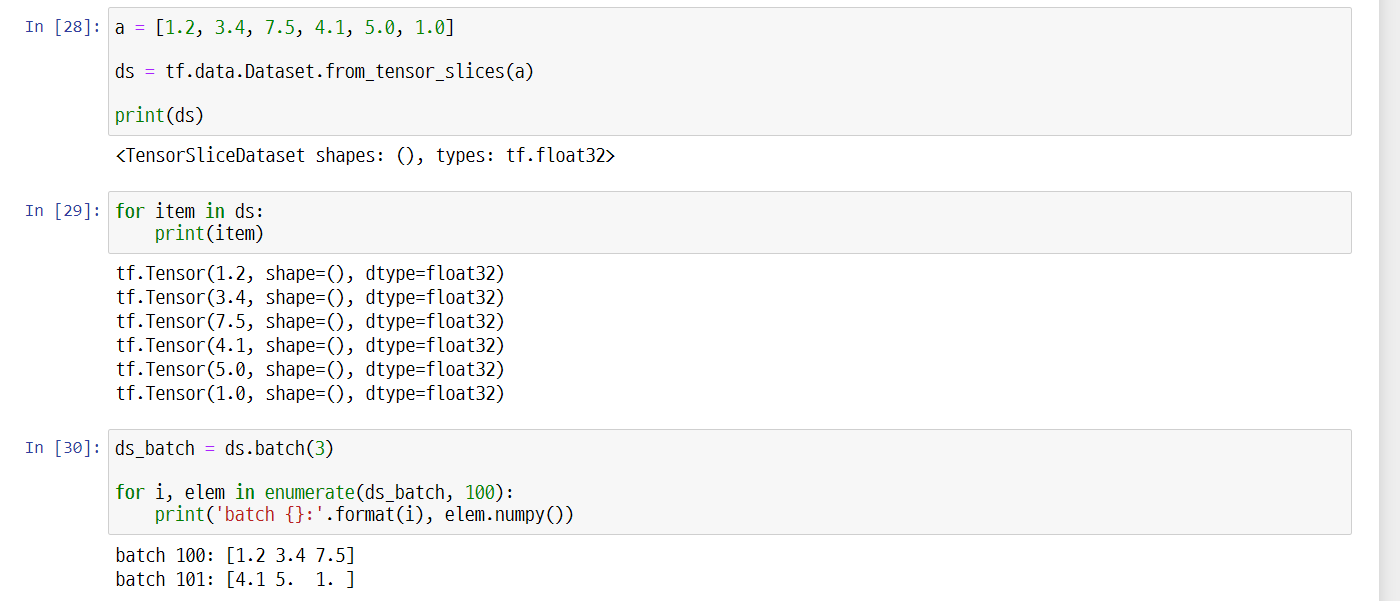 In [28]: a = [1.2, 3.4, 7.5, 4.1, 5.0, 1.0]
ds = tf.data.Dataset.from_tensor_slices(a)
print(ds)
<TensorSliceDataset shapes: (), types: tf.float32>
In [29]: for item in ds:
    print(item)
tf.Tensor(1.2, shape=(), dtype=float32)
tf.Tensor(3.4, shape=(), dtype=float32)
tf.Tensor(7.5, shape=(), dtype=float32)
tf.Tensor(4.1, shape=(), dtype=float32)
tf.Tensor(5.0, shape=(), dtype=float32)
tf.Tensor(1.0, shape=(), dtype=float32)
In [30]: ds_batch = ds.batch(3)
for i, elem in enumerate(ds_batch, 100):
    print('batch {}:'.format(i), elem.numpy())
batch 100: [1.2 3.4 7.5]
batch 101: [4.1 5.  1. ]